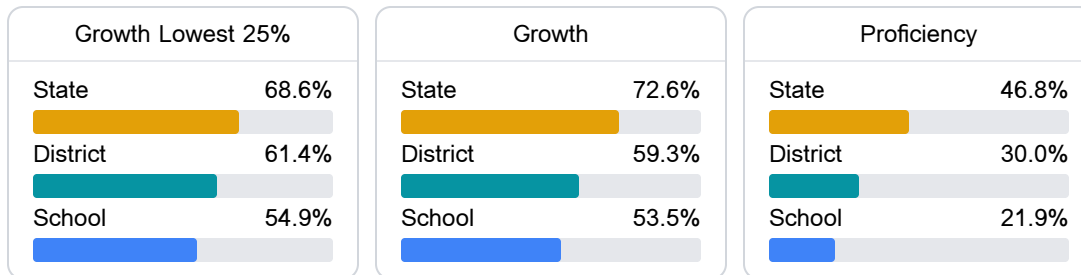 Growth Lowest 25%
State 68.6%
District 61.4%
School 54.9%
Growth
State 72.6%
District 59.3%
School 53.5%
Proficiency
State 46.8%
District 30.0%
School 21.9%